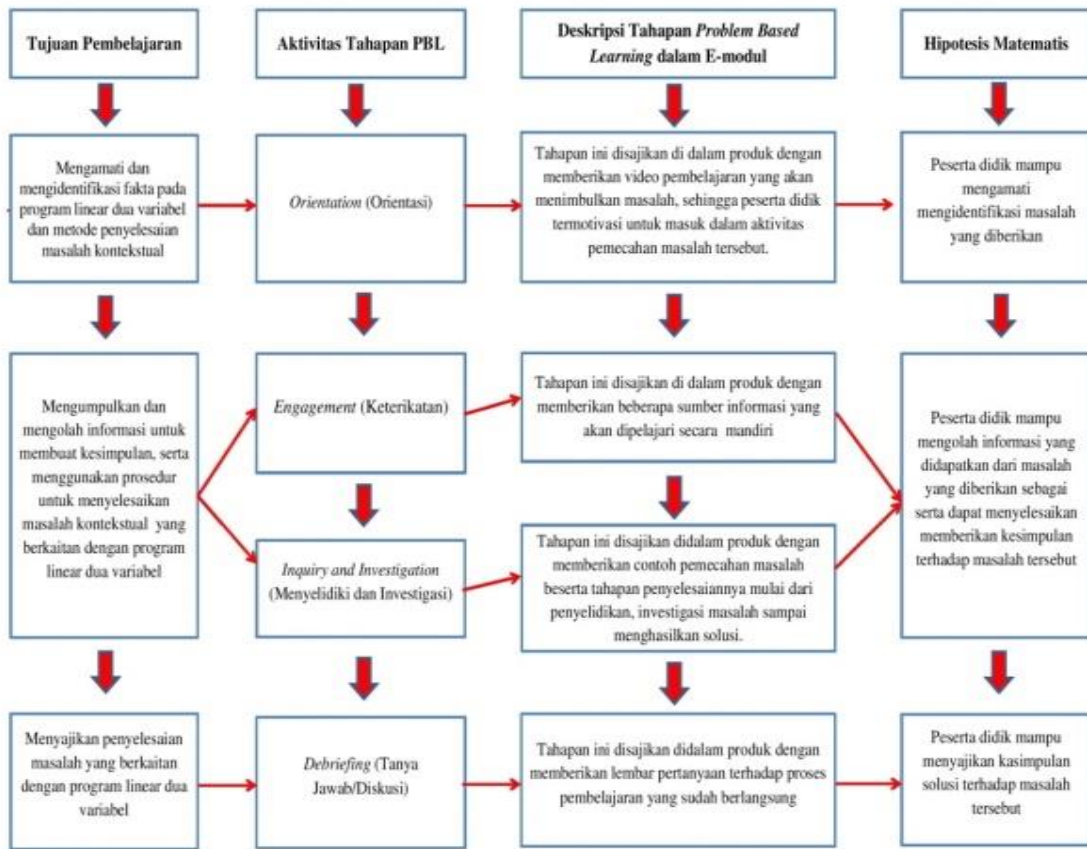 Tujuan Pembelajaran
Aktivitas Tahapan PBL
Deskripsi Tahapan Problem Based
Learning dalam E-modul
Hipotesis Matematis
Mengamati dan
mengidentifikasi fakta pada
program linear dua variabel
dan metode penyelesaian
masalah kontekstual
Orientation (Orientasi)
Tahapan ini disajikan di dalam produk dengan
memberikan video pembelajaran yang akan
menimbulkan masalah, sehingga peserta didik
termotivasi untuk masuk dalam aktivitas
pemecahan masalah tersebut.
Peserta didik mampu
mengamati
mengidentifikasi masalah
yang diberikan
Mengumpulkan dan
mengolah informasi untuk
membuat kesimpulan, serta
menggunakan prosedur
untuk menyelesaikan
masalah kontekstual yang
berkaitan dengan program
linear dua variabel
Engagement (Keterikatan)
Tahapan ini disajikan di dalam produk dengan
memberikan beberapa sumber informasi yang
akan dipelajari secara mandiri
Inquiry and Investigation
(Menyelidiki dan Investigasi)
Tahapan ini disajikan didalam produk dengan
memberikan contoh pemecahan masalah
beserta tahapan penyelesaiannya mulai dari
penyelidikan, investigasi masalah sampai
menghasilkan solusi.
Peserta didik mampu
mengolah informasi yang
didapatkan dari masalah
yang diberikan sebagai
serta dapat menyelesaikan
memberikan kesimpulan
terhadap masalah tersebut
Menyajikan penyelesaian
masalah yang berkaitan
dengan program linear dua
variabel
Debriefing (Tanya
Jawab/Diskusi)
Tahapan ini disajikan didalam produk dengan
memberikan lembar pertanyaan terhadap proses
pembelajaran yang sudah berlangsung
Peserta didik mampu
menyajikan kasimpulan
solusi terhadap masalah
tersebut